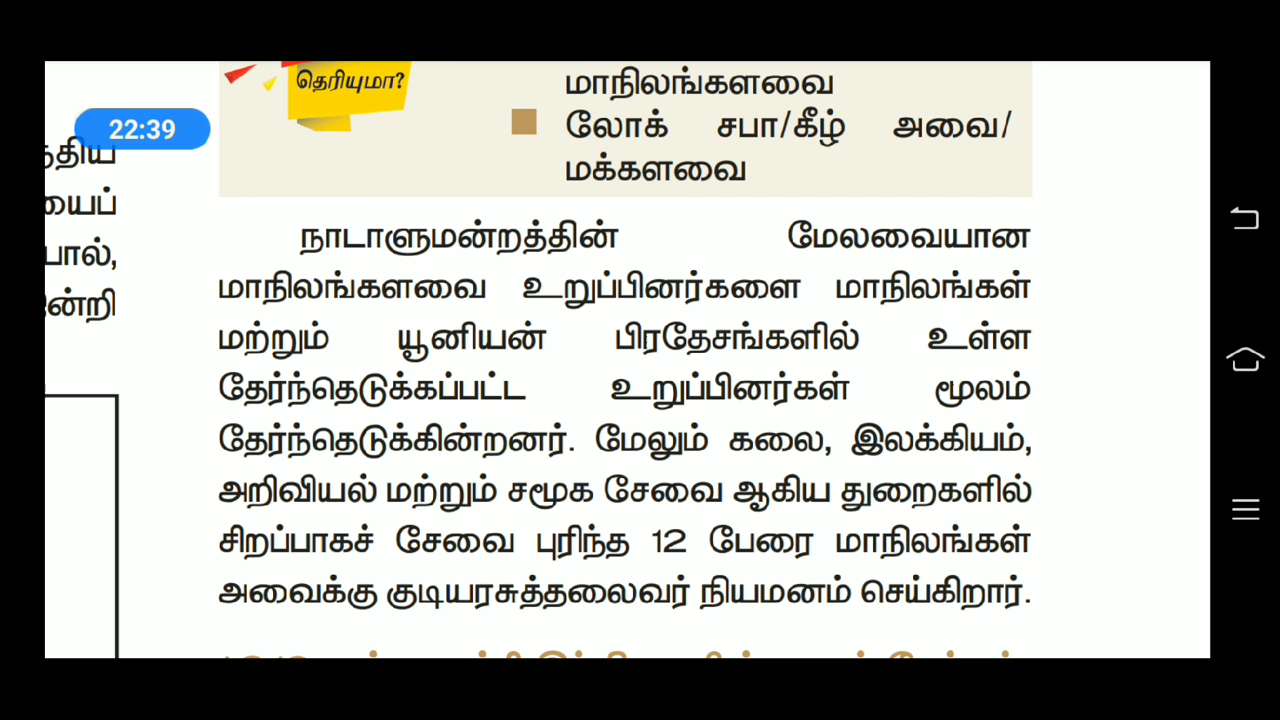 தெரியுமா?
மாநிலங்களவை
லோக் சபா/கீழ் அவை/
மக்களவை
22:39
யைப்
நாடாளுமன்றத்தின் மேலவையான
மாநிலங்களவை உறுப்பினர்களை மாநிலங்கள்
மற்றும் யூனியன் பிரதேசங்களில் உள்ள
தேர்ந்தெடுக்கப்பட்ட உறுப்பினர்கள் மூலம்
தேர்ந்தெடுக்கின்றனர். மேலும் கலை, இலக்கியம்,
அறிவியல் மற்றும் சமூக சேவை ஆகிய துறைகளில்
சிறப்பாகச் சேவை புரிந்த 12 பேரை மாநிலங்கள்
அவைக்கு குடியரசுத்தலைவர் நியமனம் செய்கிறார்.